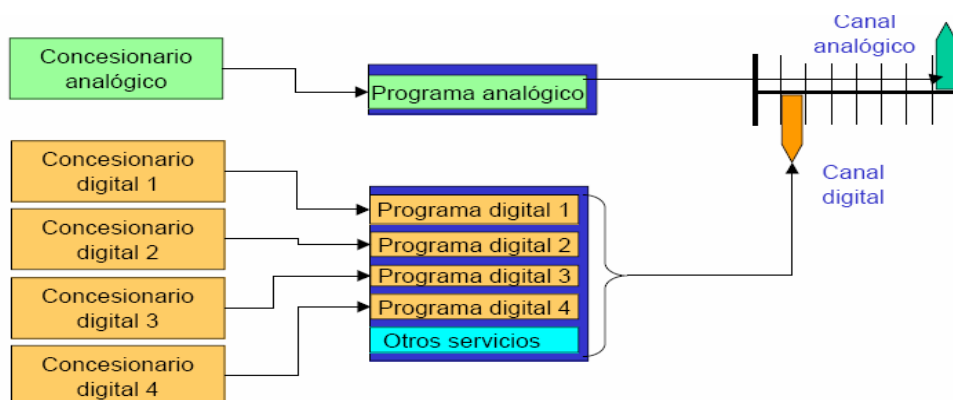 Concesionario
analógico
Programa analógico
Canal
analógico
Concesionario
digital 1
Concesionario
digital 2
Concesionario
digital 3
Concesionario
digital 4
Programa digital 1
Programa digital 2
Programa digital 3
Programa digital 4
Otros servicios
Canal
digital